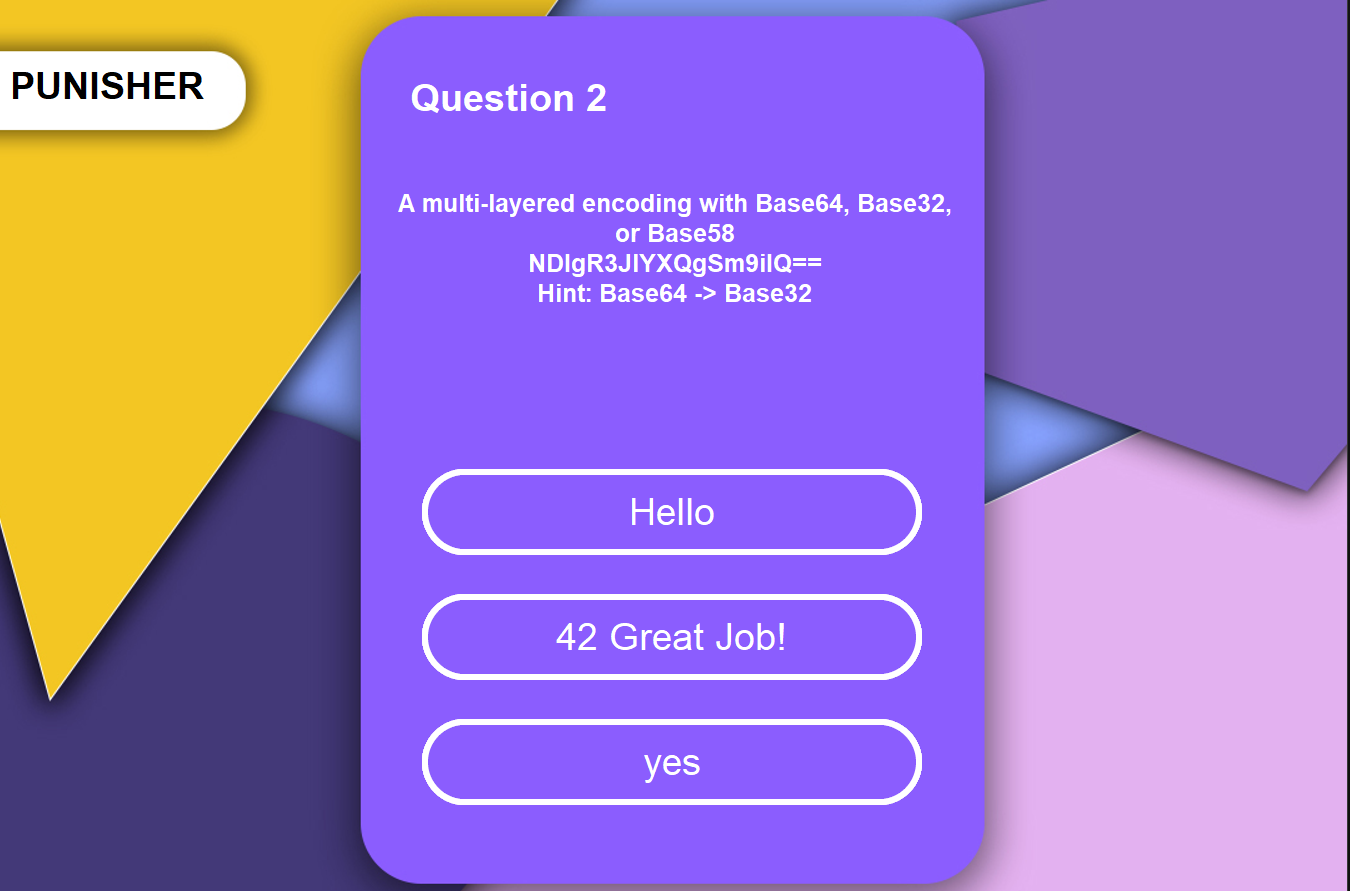 PUNISHER
Question 2
A multi-layered encoding with Base64, Base32,
or Base58
NDIgR3JlYXQgSm9iIQ==
Hint: Base64 -> Base32
Hello
42 Great Job!
yes